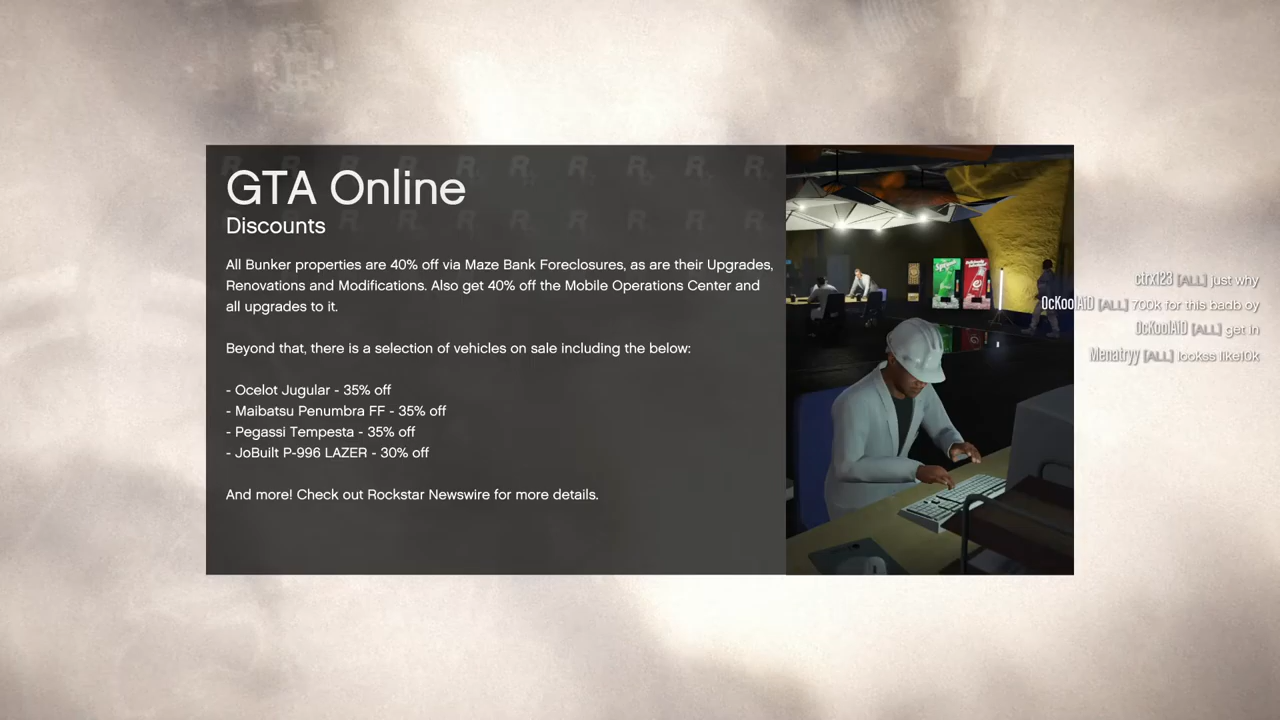 GTA Online
Discounts
All Bunker properties are 40% off via Maze Bank Foreclosures, as are their Upgrades,
Renovations and Modifications. Also get 40% off the Mobile Operations Center and
all upgrades to it.
Beyond that, there is a selection of vehicles on sale including the below:
- Ocelot Jugular - 35% off
- Maibatsu Penumbra FF - 35% off
- Pegassi Tempesta - 35% off
- JoBuilt P-996 LAZER - 30% off
And more! Check out Rockstar Newswire for more details.
ctrx123 [ALL] just why
OcKoolAiD [ALL] 700k for this badb oy
OcKoolAiD [ALL] get in
Menatryy [ALL] lookss like10k